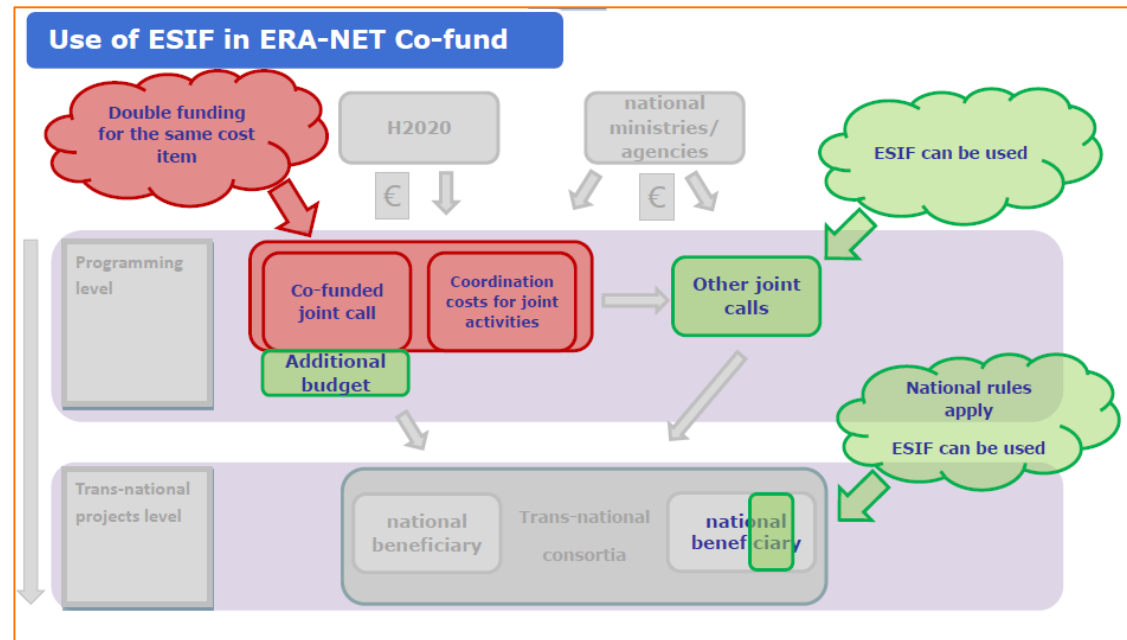 Use of ESIF in ERA-NET Co-fund
Double funding
for the same cost
item
H2020
national
ministries/
agencies
ESIF can be used
€
€
Programming
level
Co-funded
joint call
Coordination
costs for joint
activities
Other joint
calls
Additional
budget
National rules
apply
ESIF can be used
Trans-national
projects level
national
beneficiary
Trans-national
consortia
national
beneficiary